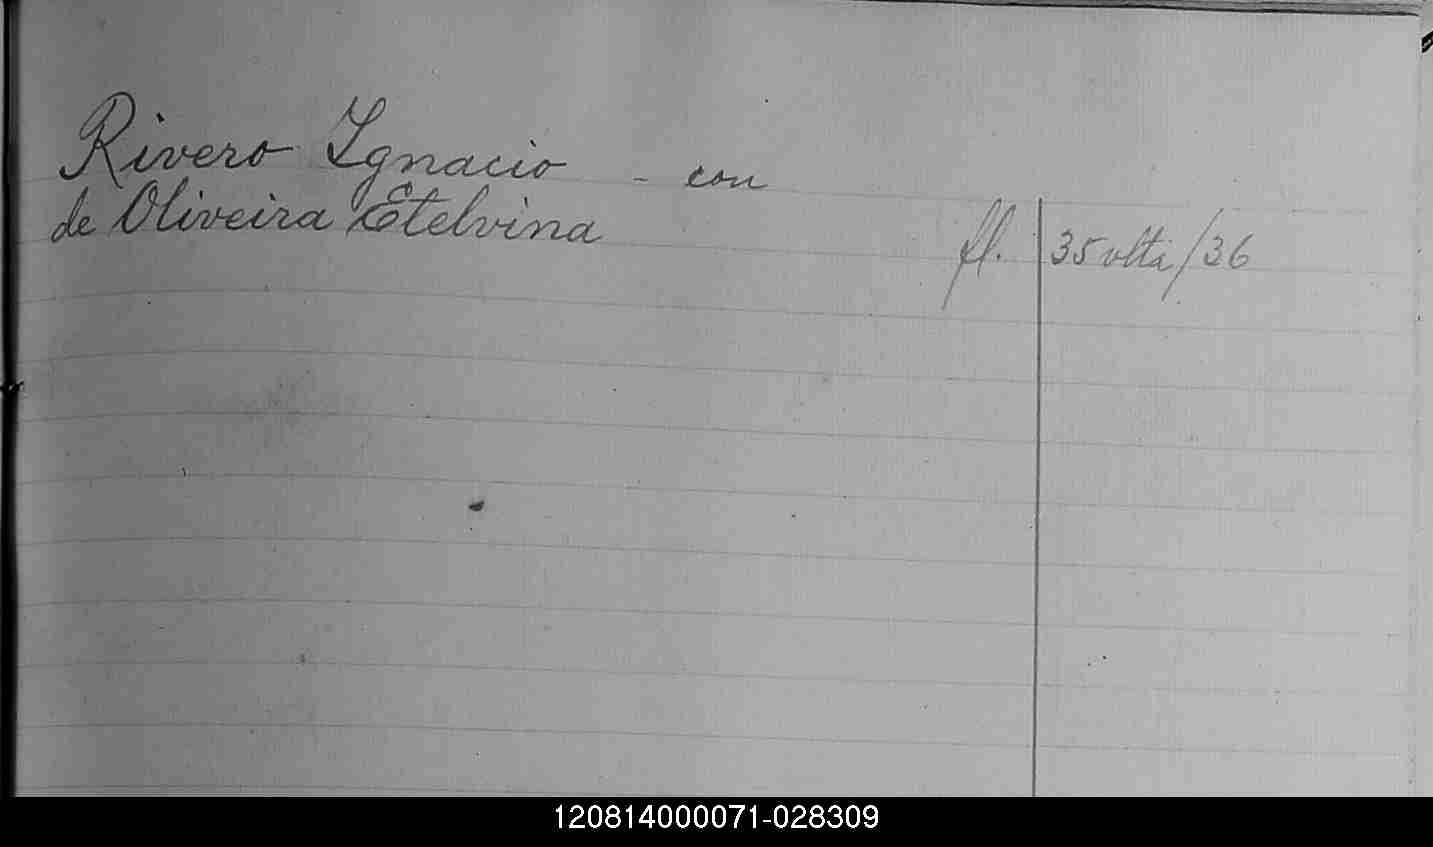 Rivero Ignacio - con
de Oliveira Etelvina
fl. 35 vlta/36
120814000071-028309